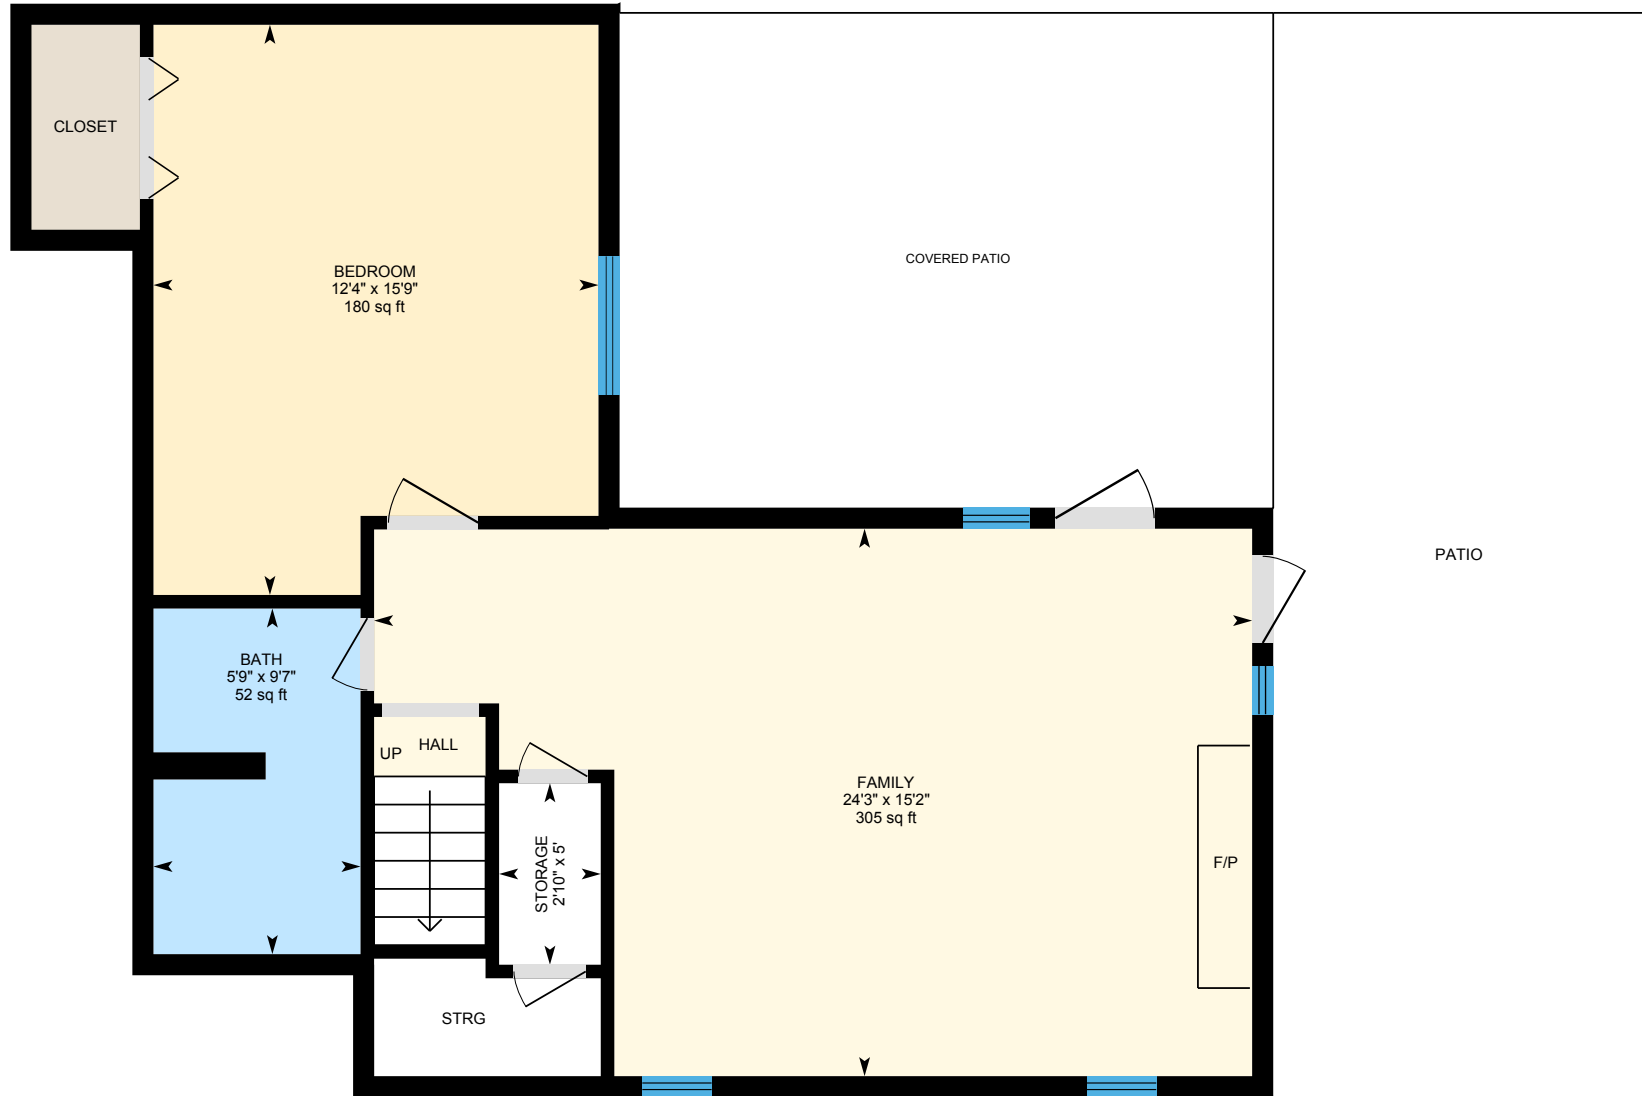 CLOSET
BEDROOM
12'4" x 15'9"
180 sq ft
COVERED PATIO
PATIO
BATH
5'9" x 9'7"
52 sq ft
UP
HALL
STORAGE
2'10" x 5'
FAMILY
24'3" x 15'2"
305 sq ft
F/P
STRG